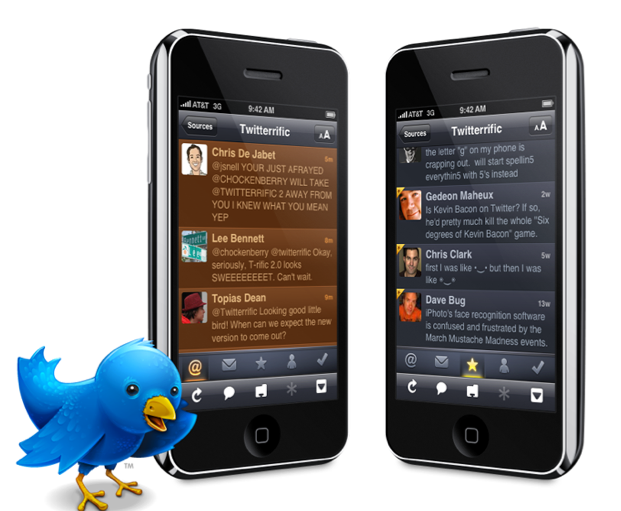 AT&T 3G 9:42 AM
Sources Twitterrific AA
Chris De Jabet 5m
@jsnell YOUR JUST AFRAYED
@CHOCKENBERRY WILL TAKE
@TWITTERRIFIC 2 AWAY FROM
YOU I KNEW WHAT YOU MEAN
YEP
Lee Bennett 8m
@chockenberry @twitterrific Okay,
seriously, T-rific 2.0 looks
SWEEEEEEEET. Can't wait.
Topias Dean 9m
@Twitterrific Looking good little
bird! When can we expect the new
version to come out?
@
TM
AT&T 3G 9:42 AM
Sources Twitterrific AA
the letter "g" on my phone is
crapping out. will start spellin5
everythin5 with 5's instead
Gedeon Maheux 2w
Is Kevin Bacon on Twitter? If so,
he'd pretty much kill the whole "Six
degrees of Kevin Bacon" game.
Chris Clark 5w
first I was like •‿• but then I was
like •‿•
Dave Bug 13w
iPhoto's face recognition software
is confused and frustrated by the
March Mustache Madness events.
@